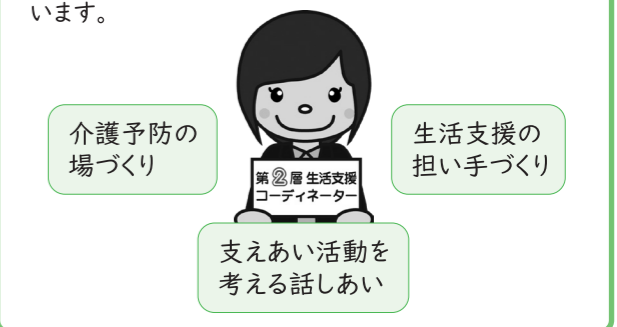 います。
介護予防の
場づくり
生活支援の
担い手づくり
第2層 生活支援
コーディネーター
支えあい活動を
考える話しあい